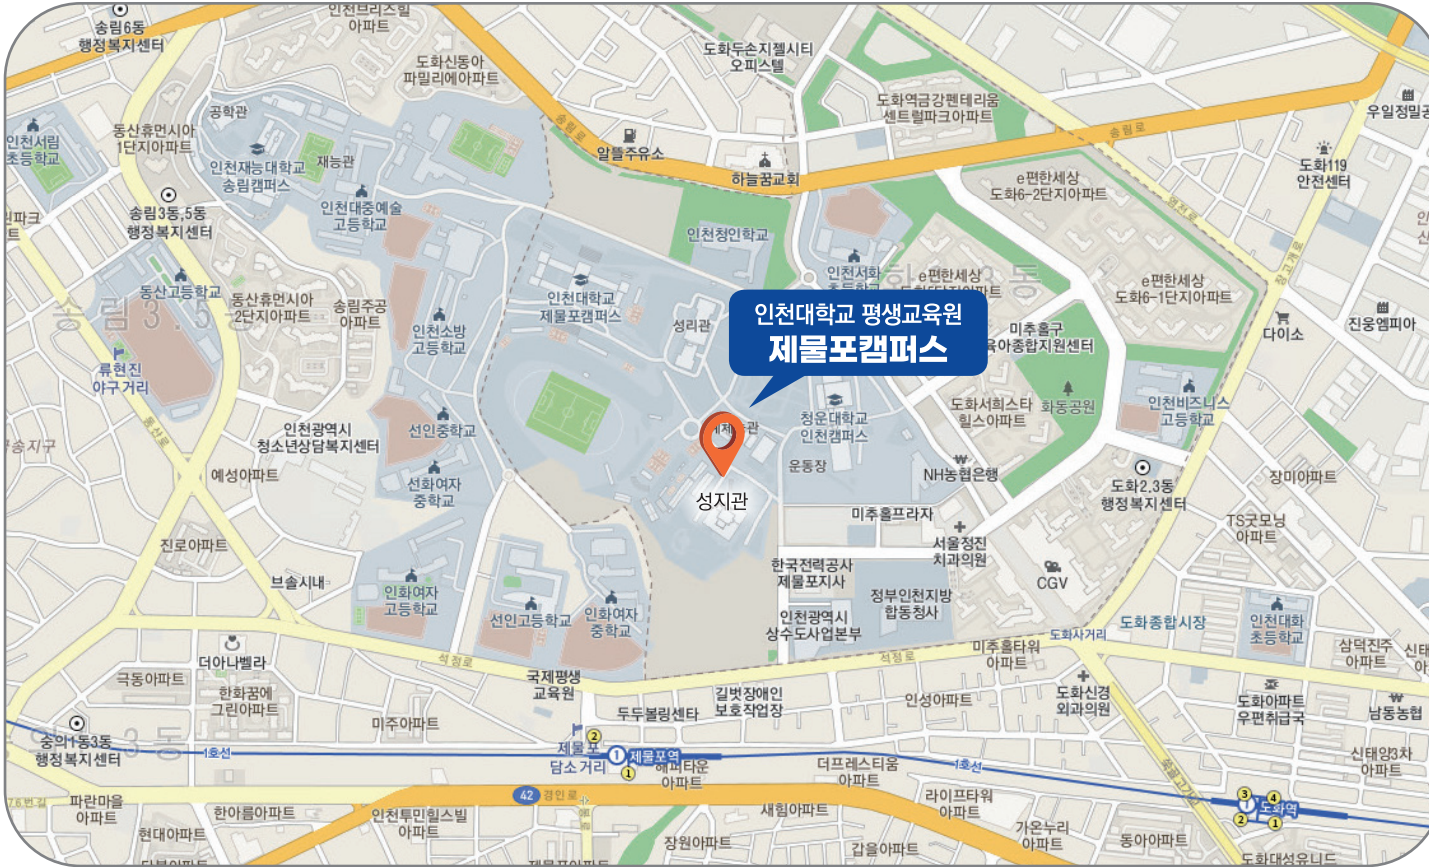 송림6동
행정복지센터
인천브리즈힐
아파트
도화신동아
파밀리에아파트
도화두손지젤시티
오피스텔
도화역금강펜테리움
센트럴파크아파트
우일정밀공
인천서림
초등학교
동산휴먼시아
1단지아파트
공학관
인천재능대학교
송림캠퍼스
재능관
송림로
알뜰주유소
하늘꿈교회
송림로
도화119
안전센터
e편한세상
도화6-2단지아파트
염전로
인천대중예술
고등학교
송림3동,5동
행정복지센터
인천청인학교
인천서화
초등학교
e편한세상
e편한세상
도화6-1단지아파트
장고개로
동산고등학교
동산휴먼시아
2단지아파트
송림주공
아파트
인천대학교
제물포캠퍼스
성리관
인천소방
고등학교
인천대학교 평생교육원
제물포캠퍼스
미추홀구
육아종합지원센터
다이소
진웅엠피아
류현진
야구거리
동산로
인천광역시
청소년상담복지센터
선인중학교
청운대학교
인천캠퍼스
도화서희스타
힐스아파트
화동공원
인천비즈니스
고등학교
예성아파트
선화여자
중학교
성지관
운동장
NH농협은행
도화2,3동
행정복지센터
장미아파트
미추홀프라자
TS굿모닝
아파트
진로아파트
브솔시내
인화여자
고등학교
선인고등학교
인화여자
중학교
한국전력공사
제물포지사
서울정진
치과의원
CGV
정부인천지방
합동청사
인천광역시
상수도사업본부
도화종합시장
인천대화
초등학교
도화사거리
더아나벨라
석정로
석정로
미추홀타워
아파트
삼덕진주
아파트
극동아파트
한화꿈에
그린아파트
국제평생
교육원
길벗장애인
보호작업장
인성아파트
도화신경
외과의원
도화아파트
우편취급국
남동농협
미주아파트
두두볼링센타
숭의1동3동
행정복지센터
1호선
제물포
담소거리
2
1 제물포역
1
해피타운
아파트
더프레스티움
아파트
1호선
신태양3차
아파트
쑥골고개길
파란마을
아파트
한아름아파트
인천투민힐스빌
아파트
42 경인로
새힘아파트
라이프타워
아파트
3
4
도화역
2
1
현대아파트
장원아파트
갑을아파트
가온누리
아파트
동아아파트
도화대성유니드